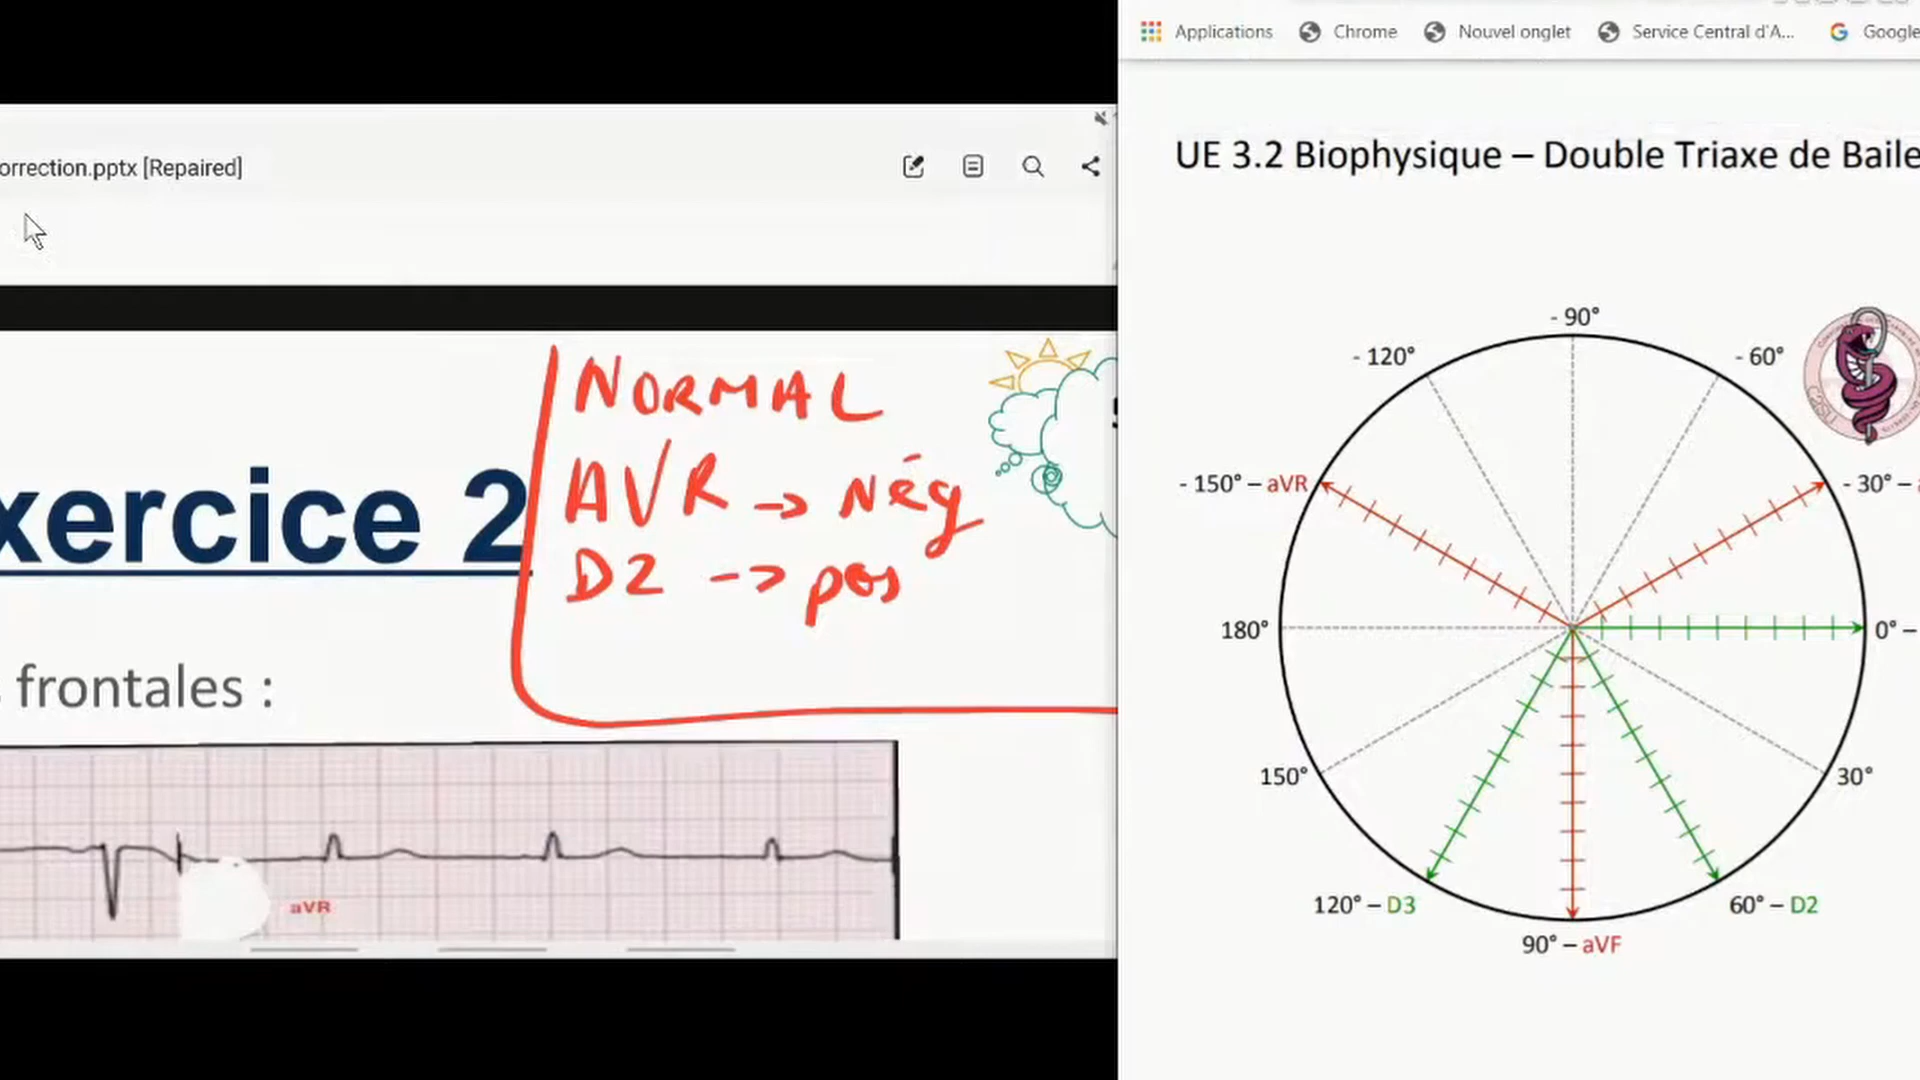 Applications Chrome Nouvel onglet Service Central d'A... Google
orrection.pptx [Repaired]
xercice 2
NORMAL
AVR -> Nég
D2 -> pos
s frontales :
aVR
UE 3.2 Biophysique – Double Triaxe de Baile
- 90°
- 120°
- 60°
- 150° – aVR
- 30° – a
180°
0° –
150°
30°
120° – D3
60° – D2
90° – aVF